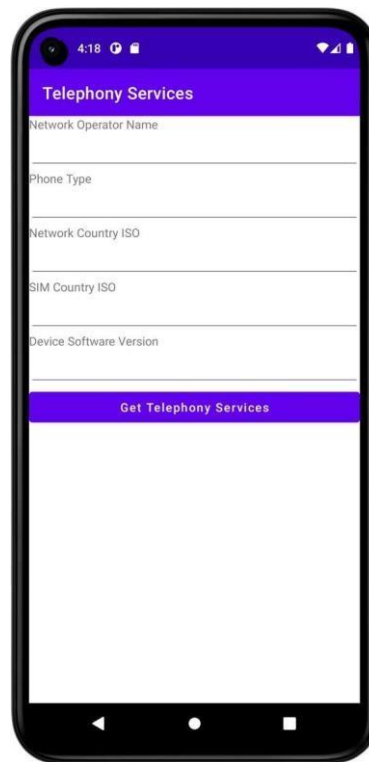 4:18
Telephony Services
Network Operator Name
Phone Type
Network Country ISO
SIM Country ISO
Device Software Version
Get Telephony Services